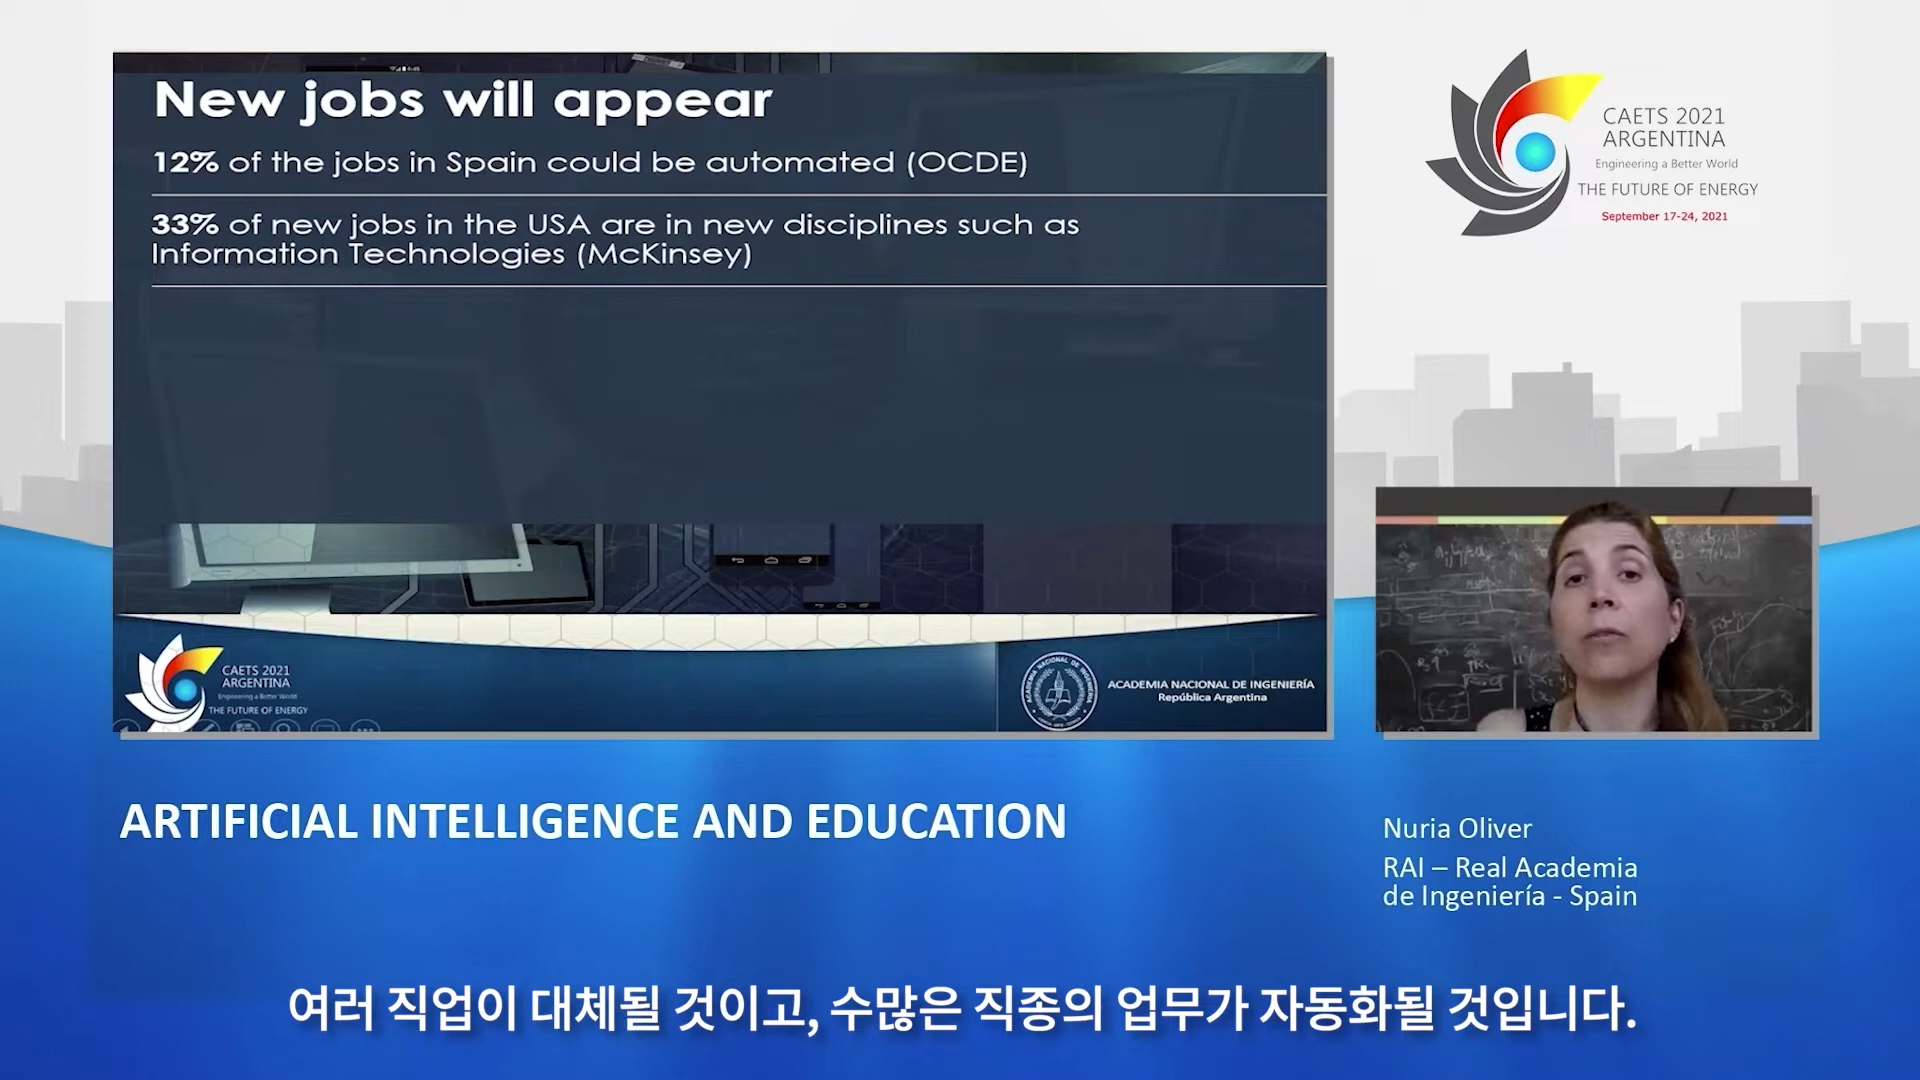 New jobs will appear
12% of the jobs in Spain could be automated (OCDE)
33% of new jobs in the USA are in new disciplines such as
Information Technologies (McKinsey)
CAETS 2021
ARGENTINA
Engineering a Better World
THE FUTURE OF ENERGY
ACADEMIA NACIONAL DE INGENIERÍA
República Argentina
CAETS 2021
ARGENTINA
Engineering a Better World
THE FUTURE OF ENERGY
September 17-24, 2021
ARTIFICIAL INTELLIGENCE AND EDUCATION
Nuria Oliver
RAI – Real Academia
de Ingeniería - Spain
여러 직업이 대체될 것이고, 수많은 직종의 업무가 자동화될 것입니다.